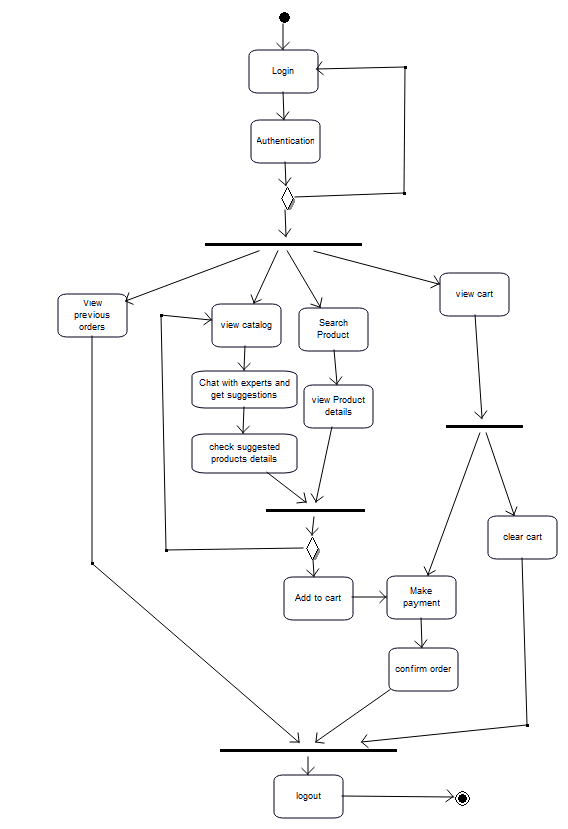 Login
Authentication
View
previous
orders
view catalog
Search
Product
view cart
Chat with experts and
get suggestions
view Product
details
check suggested
products details
clear cart
Add to cart
Make
payment
confirm order
logout